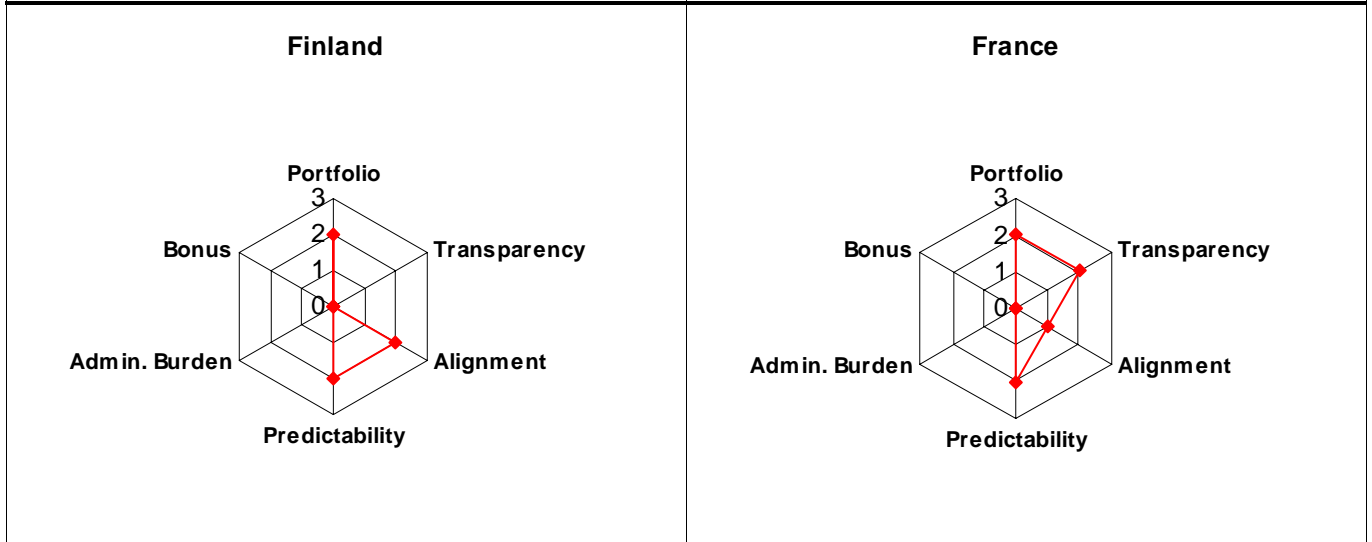 Finland
Portfolio
3
Bonus
2
Transparency
1
0
Admin. Burden
Alignment
Predictability
France
Portfolio
3
Bonus
2
Transparency
1
0
Admin. Burden
Alignment
Predictability